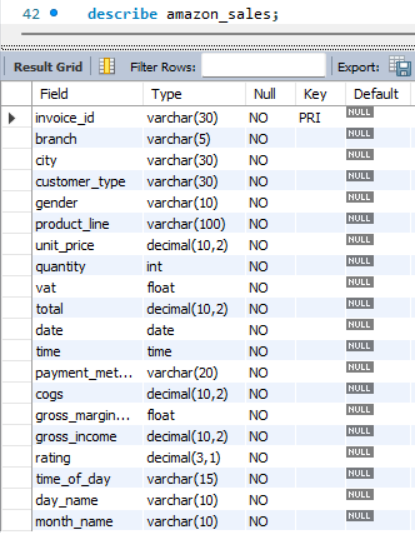 42 describe amazon_sales;
Result Grid Filter Rows: Export:
Field Type Null Key Default
invoice_id varchar(30) NO PRI NULL
branch varchar(5) NO NULL
city varchar(30) NO NULL
customer_type varchar(30) NO NULL
gender varchar(10) NO NULL
product_line varchar(100) NO NULL
unit_price decimal(10,2) NO NULL
quantity int NO NULL
vat float NO NULL
total decimal(10,2) NO NULL
date date NO NULL
time time NO NULL
payment_met... varchar(20) NO NULL
cogs decimal(10,2) NO NULL
gross_margin... float NO NULL
gross_income decimal(10,2) NO NULL
rating decimal(3,1) NO NULL
time_of_day varchar(15) NO NULL
day_name varchar(10) NO NULL
month_name varchar(10) NO NULL